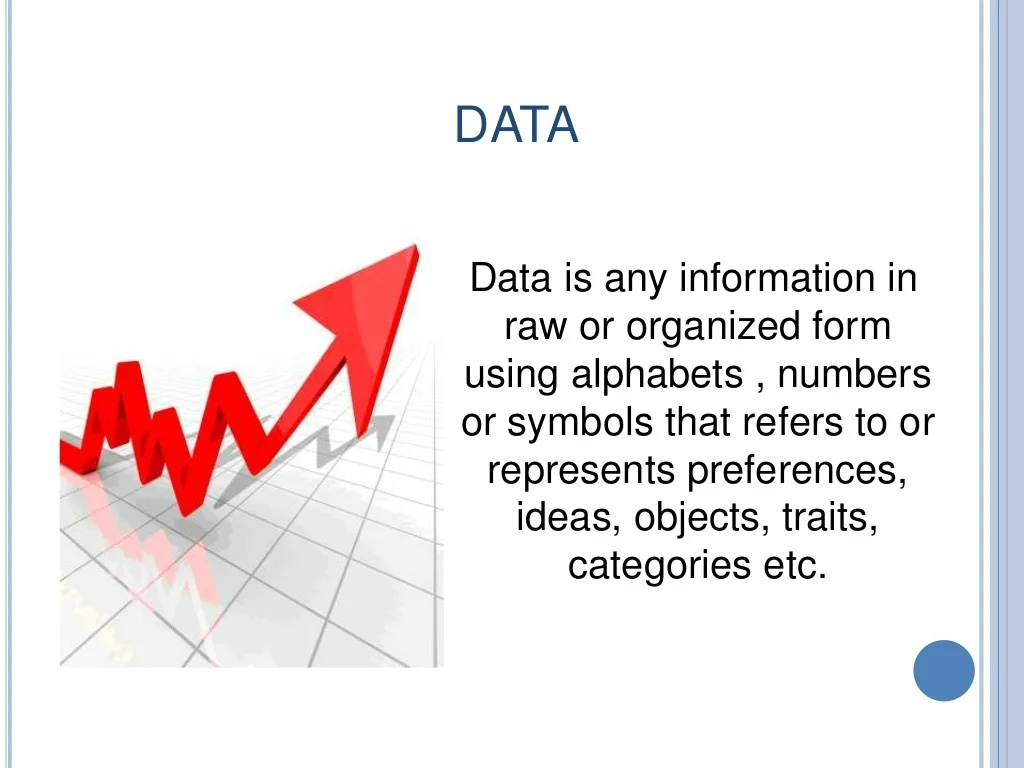 DATA
Data is any information in
raw or organized form
using alphabets , numbers
or symbols that refers to or
represents preferences,
ideas, objects, traits,
categories etc.